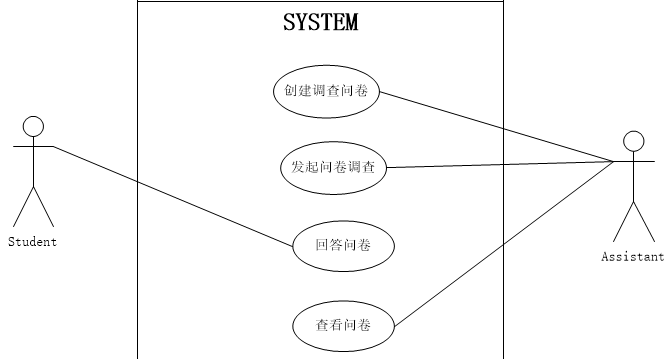 SYSTEM
创建调查问卷
发起问卷调查
回答问卷
查看问卷
Student
Assistant